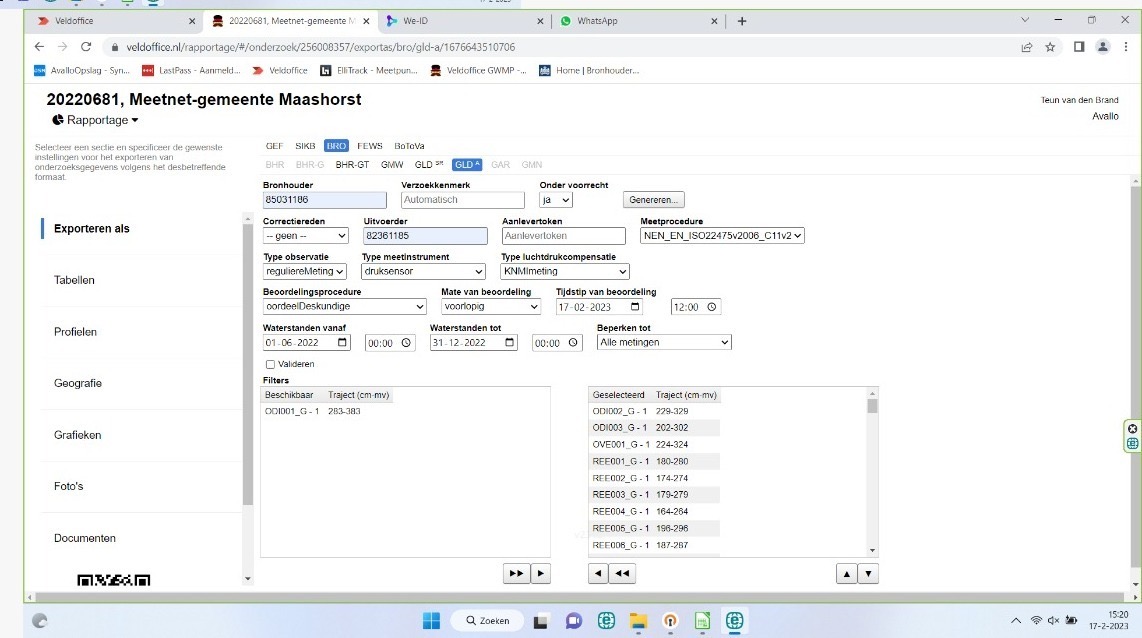 17-2-2023
Veldoffice
20220681, Meetnet-gemeente M
We-ID
WhatsApp
veldoffice.nl/rapportage/#/onderzoek/256008357/exportas/bro/gld-a/1676643510706
AvalloOpslag - Syn...
LastPass - Aanmeld...
Veldoffice
ElliTrack - Meetpun...
Veldoffice GWMP -...
Home | Bronhouder...
20220681, Meetnet-gemeente Maashorst
Teun van den Brand
Rapportage
Avallo
Selecteer een sectie en specificeer de gewenste
instellingen voor het exporteren van
onderzoeksgegevens volgens het desbetreffende
formaat.
Exporteren als
Tabellen
Profielen
Geografie
Grafieken
Foto's
Documenten
GEF SIKB BRO FEWS BoToVa
BHR BHR-G BHR-GT GMW GLD SR GLD A GAR GMN
Bronhouder Verzoekkenmerk Onder voorrecht
85031186 Automatisch ja Genereren...
Correctiereden Uitvoerder Aanlevertoken Meetprocedure
-- geen -- 82361185 Aanlevertoken NEN_EN_ISO22475v2006_C11v2
Type observatie Type meetinstrument Type luchtdrukcompensatie
reguliereMeting druksensor KNMImeting
Beoordelingsprocedure Mate van beoordeling Tijdstip van beoordeling
oordeelDeskundige voorlopig 17-02-2023 12:00
Waterstanden vanaf Waterstanden tot Beperken tot
01-06-2022 00:00 31-12-2022 00:00 Alle metingen
Valideren
Filters
Beschikbaar Traject (cm-mv)
ODI001_G - 1 283-383
Geselecteerd Traject (cm-mv)
ODI002_G - 1 229-329
ODI003_G - 1 202-302
OVE001_G - 1 224-324
REE001_G - 1 180-280
REE002_G - 1 174-274
REE003_G - 1 179-279
REE004_G - 1 164-264
REE005_G - 1 196-296
REE006_G - 1 187-287
Zoeken
15:20
17-2-2023